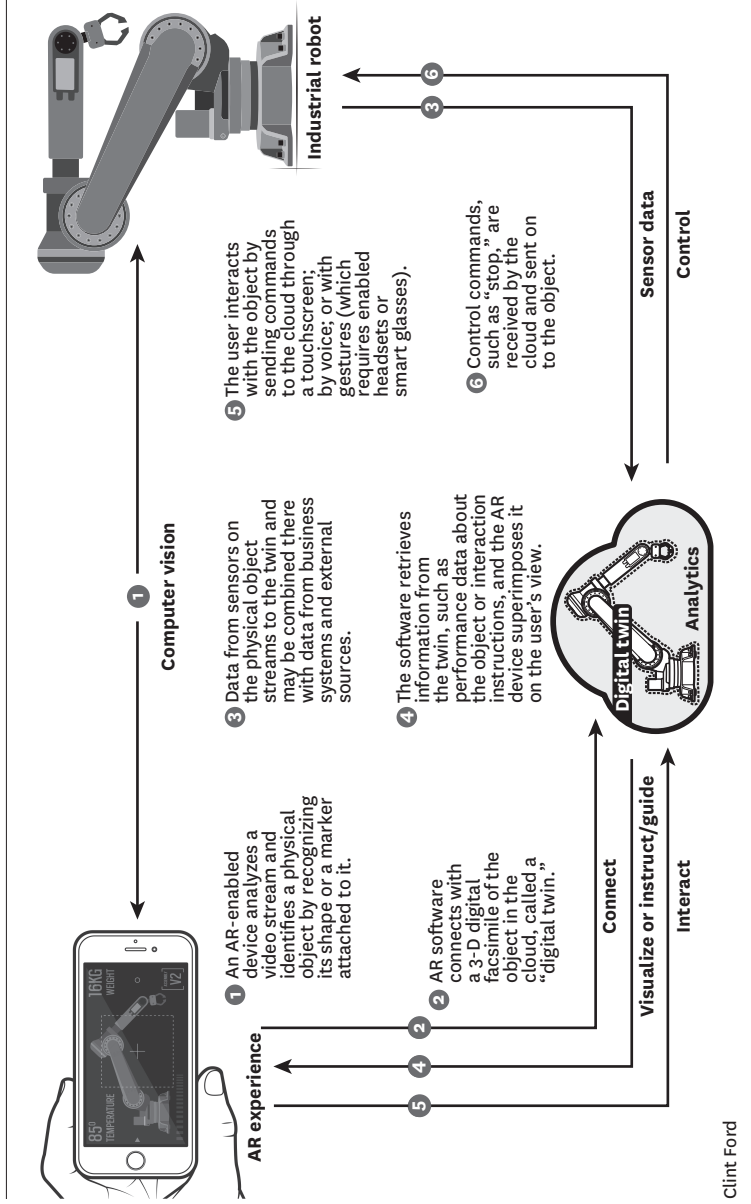 85º
TEMPERATURE
16KG
WEIGHT
V2
AR experience
1
Computer vision
Industrial robot
1 An AR-enabled
device analyzes a
video stream and
identifies a physical
object by recognizing
its shape or a marker
attached to it.
2 AR software
connects with
a 3-D digital
facsimile of the
object in the
cloud, called a
“digital twin.”
3 Data from sensors on
the physical object
streams to the twin and
may be combined there
with data from business
systems and external
sources.
4 The software retrieves
information from
the twin, such as
performance data about
the object or interaction
instructions, and the AR
device superimposes it
on the user’s view.
5 The user interacts
with the object by
sending commands
to the cloud through
a touchscreen;
by voice; or with
gestures (which
requires enabled
headsets or
smart glasses).
6 Control commands,
such as “stop,” are
received by the
cloud and sent on
to the object.
5
4
2
3
6
Connect
Visualize or instruct/guide
Interact
Digital twin
Analytics
Sensor data
Control
Clint Ford